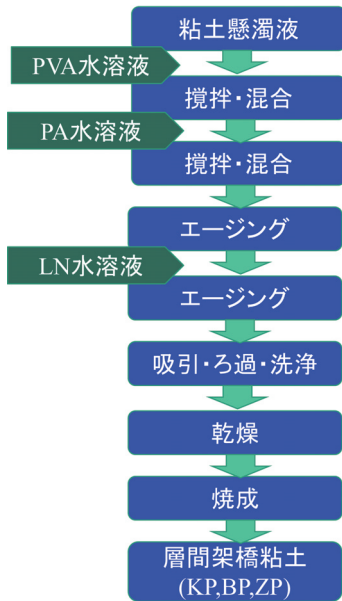 粘土懸濁液
PVA水溶液
撹拌・混合
PA水溶液
撹拌・混合
エージング
LN水溶液
エージング
吸引・ろ過・洗浄
乾燥
焼成
層間架橋粘土
(KP,BP,ZP)